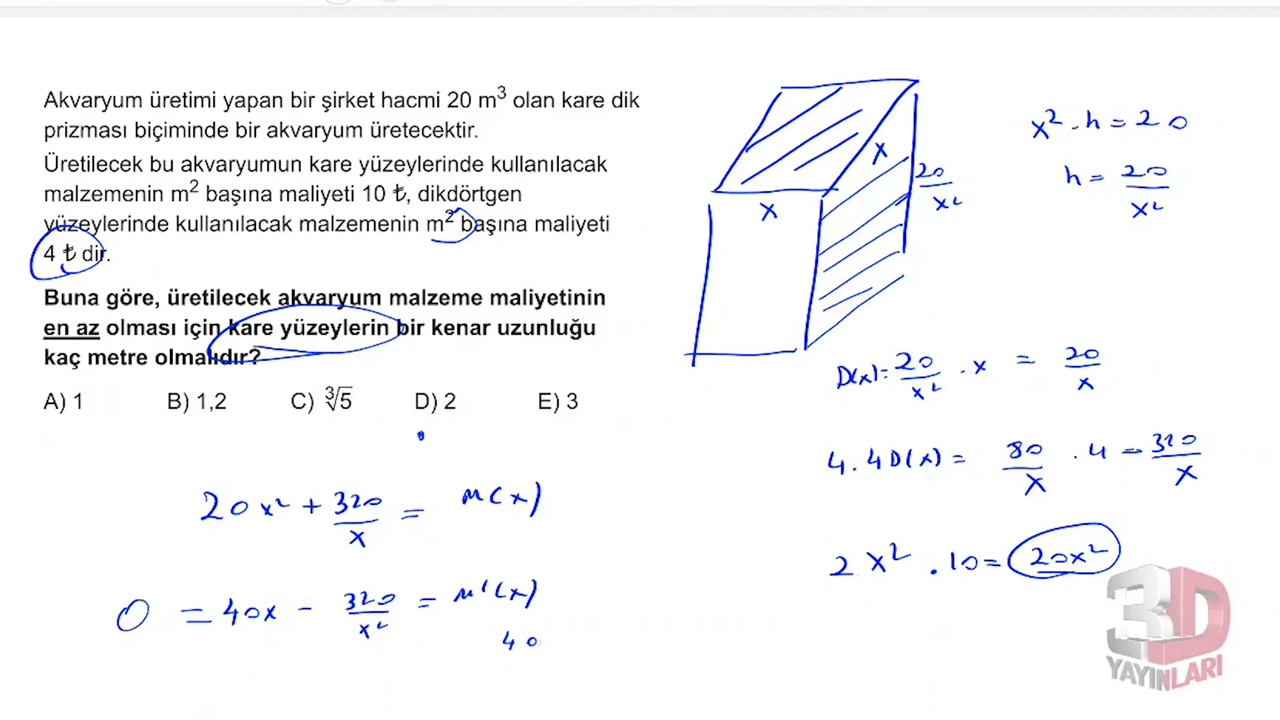 Akvaryum üretimi yapan bir şirket hacmi 20 m³ olan kare dik
prizması biçiminde bir akvaryum üretecektir.
Üretilecek bu akvaryumun kare yüzeylerinde kullanılacak
malzemenin m² başına maliyeti 10 ₺, dikdörtgen
yüzeylerinde kullanılacak malzemenin m² başına maliyeti
4 ₺ dir.
Buna göre, üretilecek akvaryum malzeme maliyetinin
en az olması için kare yüzeylerin bir kenar uzunluğu
kaç metre olmalıdır?
A) 1 B) 1,2 C) ∛5 D) 2 E) 3
20x² + 320/x = M(x)
0 = 40x - 320/x² = M'(x)
40
x
x
20/x²
x² · h = 20
h = 20/x²
D(x) = 20/x² · x = 20/x
4 . 4D(x) = 80/x . 4 = 320/x
2x² . 10 = 20x²
3D
YAYINLARI